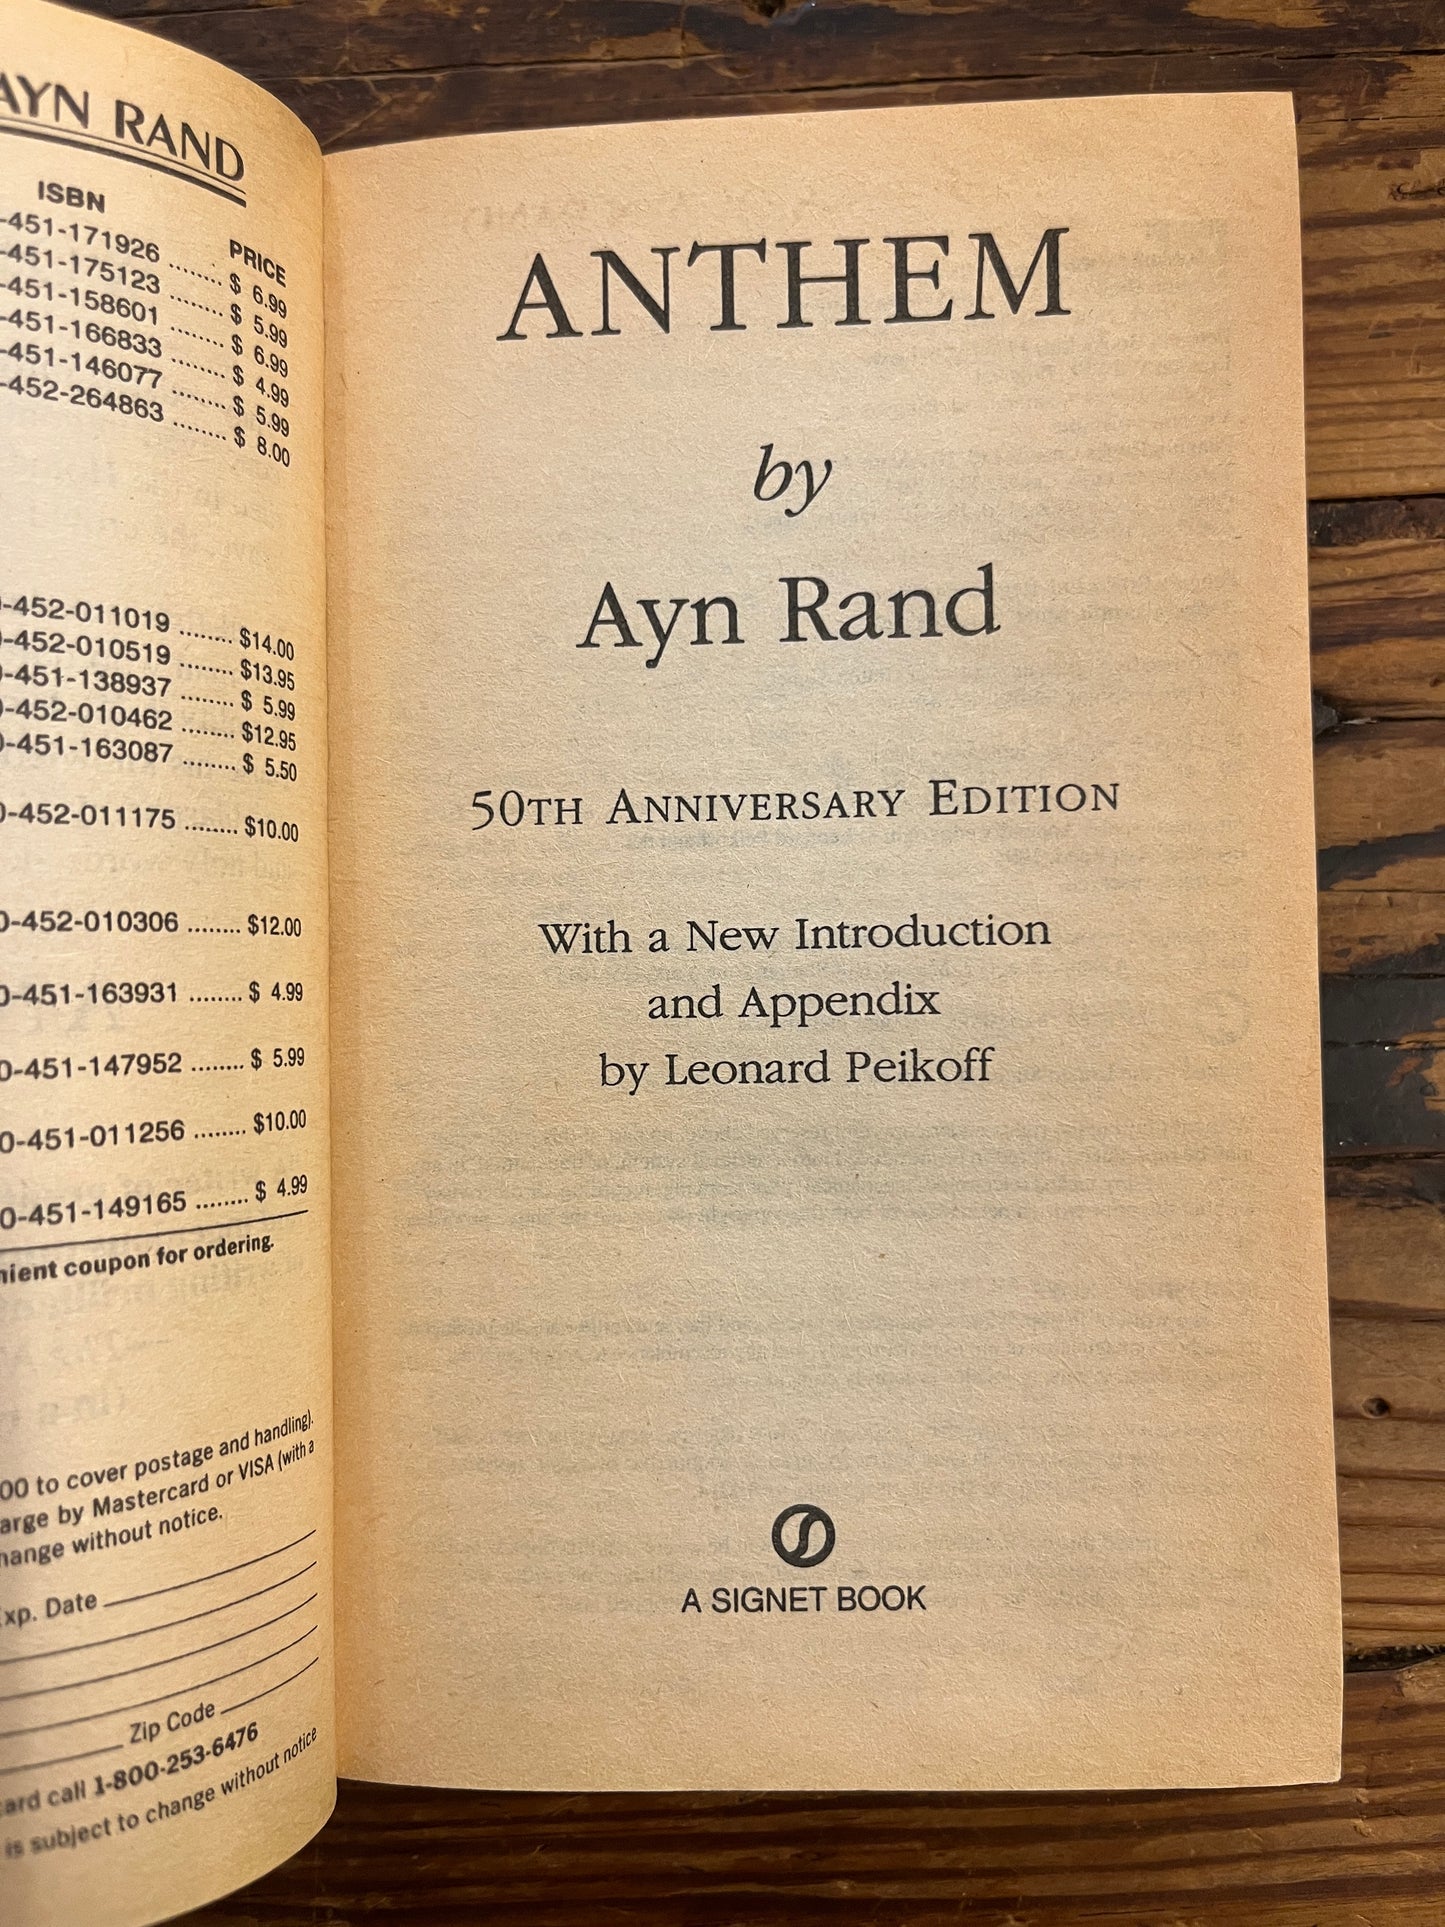 AYN RAND
ISBN PRICE
-451-171926 ........ $ 6.99
-451-175123 ........ $ 5.99
-451-158601 ........ $ 6.99
-451-166833 ........ $ 4.99
-451-146077 ........ $ 5.99
-452-264863 ........ $ 8.00
0-452-011019 ........ $14.00
0-452-010519 ........ $13.95
0-451-138937 ........ $ 5.99
0-452-010462 ........ $12.95
0-451-163087 ........ $ 5.50
0-452-011175 ........ $10.00
0-452-010306 ........ $12.00
0-451-163931 ........ $ 4.99
0-451-147952 ........ $ 5.99
0-451-011256 ........ $10.00
0-451-149165 ........ $ 4.99
nient coupon for ordering.
00 to cover postage and handling).
arge by Mastercard or VISA (with a
hange without notice.
xp. Date
Zip Code
card call 1-800-253-6476
is subject to change without notice
ANTHEM
by
Ayn Rand
50TH ANNIVERSARY EDITION
With a New Introduction
and Appendix
by Leonard Peikoff
A SIGNET BOOK